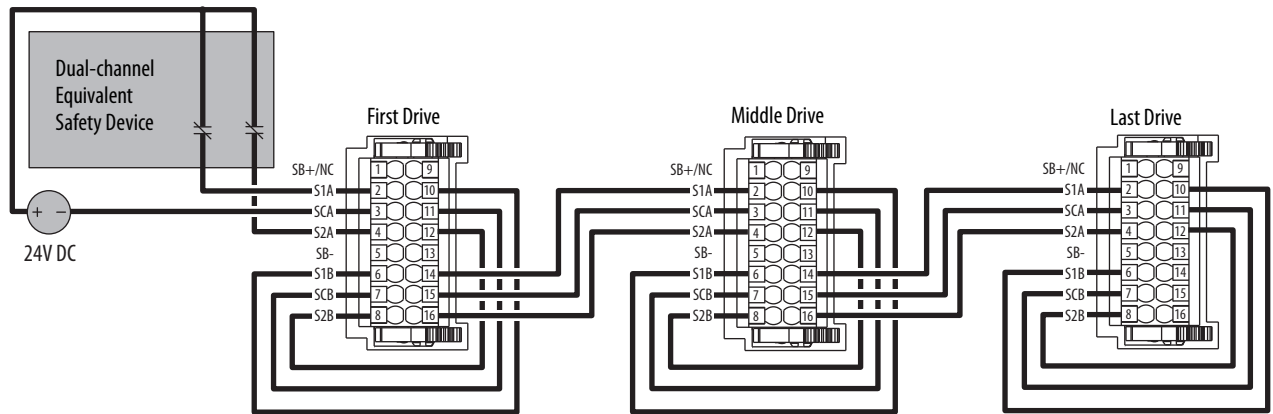 Dual-channel
Equivalent
Safety Device
+ −
24V DC
First Drive
SB+/NC
S1A
SCA
S2A
SB-
S1B
SCB
S2B
1 9
2 10
3 11
4 12
5 13
6 14
7 15
8 16
Middle Drive
SB+/NC
S1A
SCA
S2A
SB-
S1B
SCB
S2B
1 9
2 10
3 11
4 12
5 13
6 14
7 15
8 16
Last Drive
SB+/NC
S1A
SCA
S2A
SB-
S1B
SCB
S2B
1 9
2 10
3 11
4 12
5 13
6 14
7 15
8 16